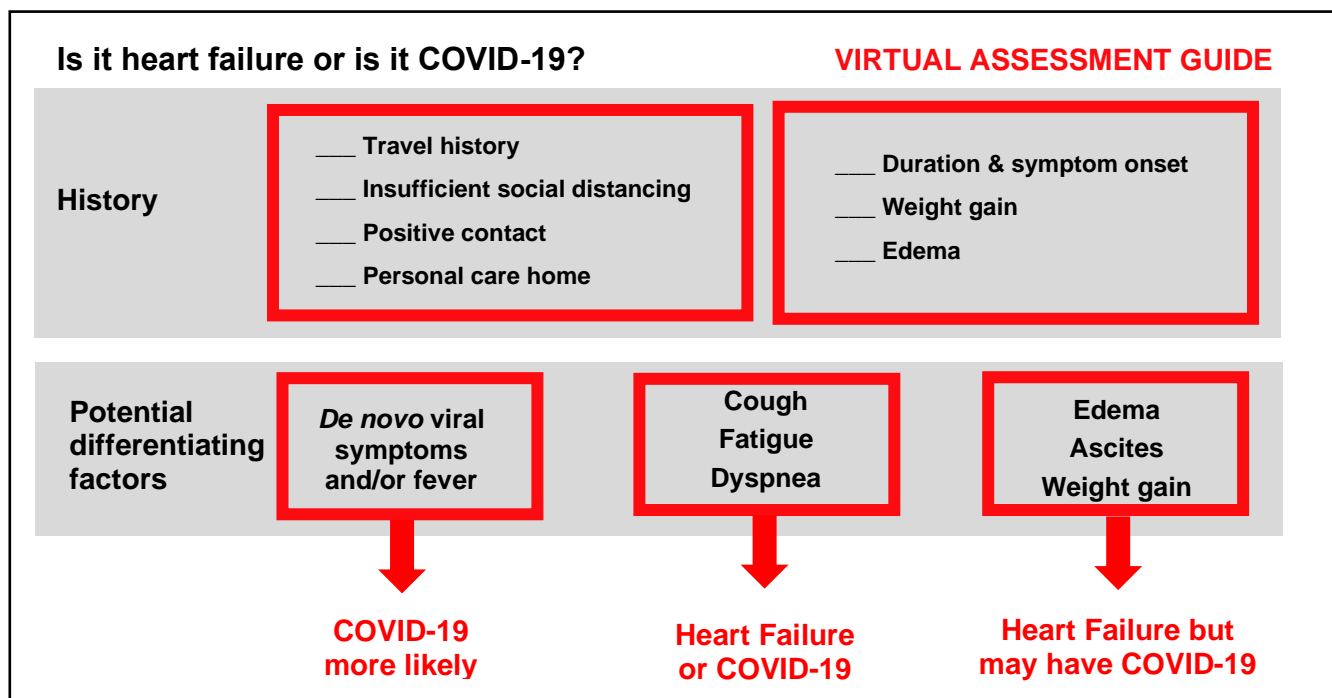 Is it heart failure or is it COVID-19?
VIRTUAL ASSESSMENT GUIDE
History
___ Travel history
___ Insufficient social distancing
___ Positive contact
___ Personal care home
___ Duration & symptom onset
___ Weight gain
___ Edema
Potential
differentiating
factors
De novo viral
symptoms
and/or fever
Cough
Fatigue
Dyspnea
Edema
Ascites
Weight gain
COVID-19
more likely
Heart Failure
or COVID-19
Heart Failure but
may have COVID-19